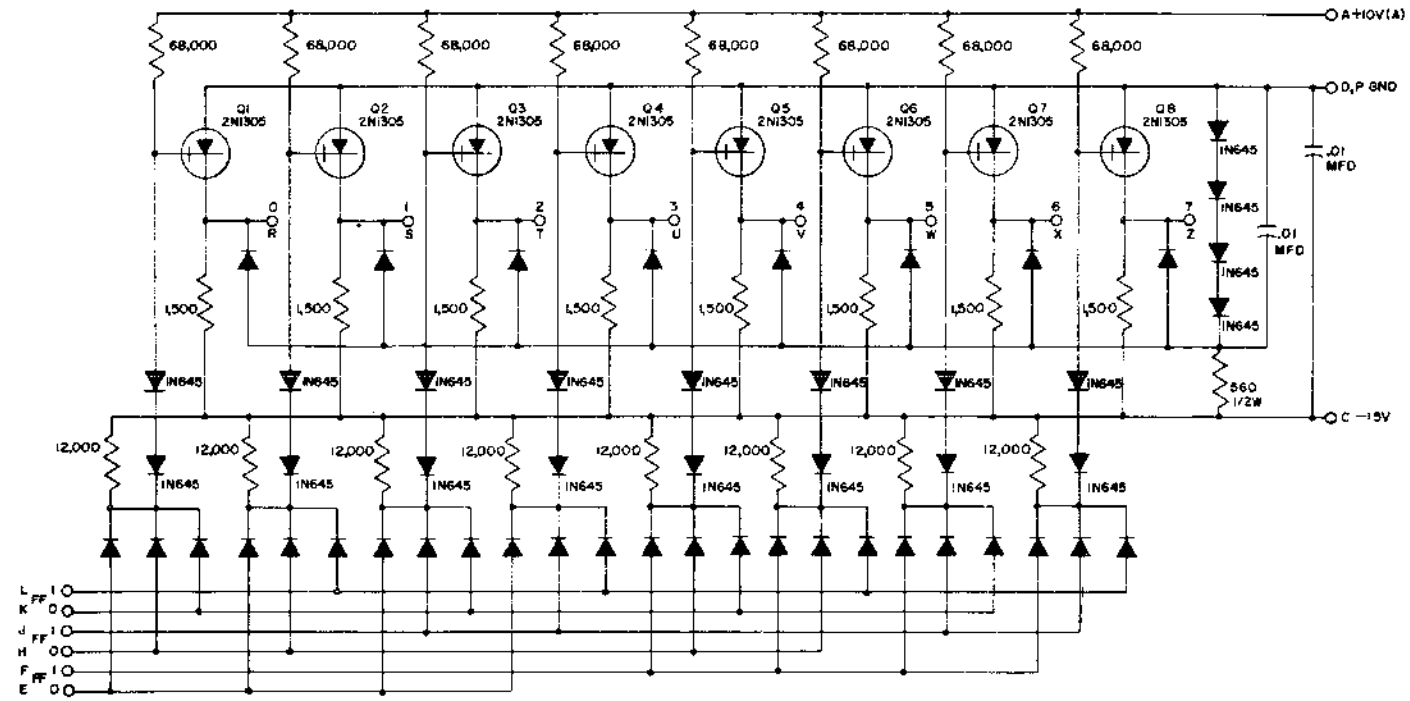 A+10V(A)
68,000 68,000 68,000 68,000 68,000 68,000 68,000 68,000
D,P GND
Q1 Q2 Q3 Q4 Q5 Q6 Q7 Q8
2N1305 2N1305 2N1305 2N1305 2N1305 2N1305 2N1305 2N1305
1N645
.01
MFD
1N645
0 1 2 3 4 5 6 7
R S T U V W X Z
.01
MFD
1N645
1,500 1,500 1,500 1,500 1,500 1,500 1,500 1,500
1N645
1N645 1N645 1N645 1N645 1N645 1N645 1N645 1N645
560
1/2W
C -15V
12,000 12,000 12,000 12,000 12,000 12,000 12,000 12,000
1N645 1N645 1N645 1N645 1N645 1N645 1N645 1N645
L FF 1
K 0
J FF 1
H 0
F FF 1
E 0